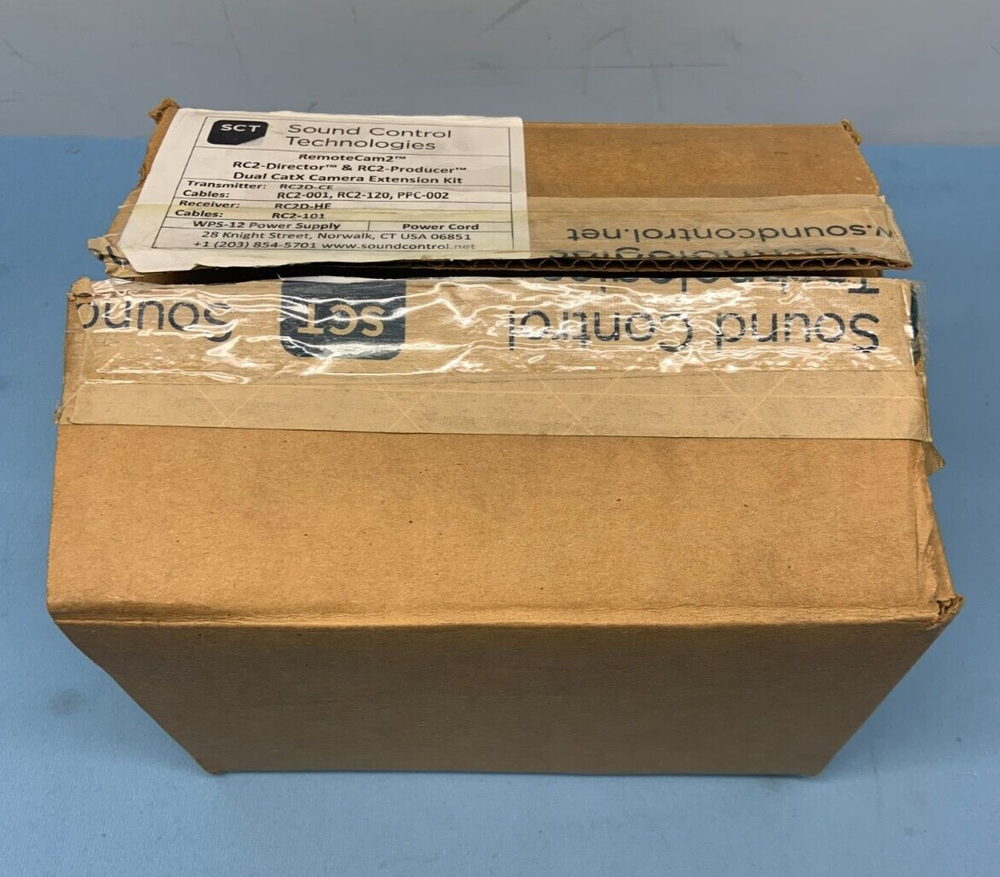 SCT Sound Control
Technologies
RemoteCam2™
RC2-Director™ & RC2-Producer™
Dual CatX Camera Extension Kit
Transmitter: RC2D-CE
Cables: RC2-001, RC2-120, PPC-002
Receiver: RC2D-HE
Cables: RC2-101
WPS-12 Power Supply Power Cord
28 Knight Street, Norwalk, CT USA 06851
+1 (203) 854-5701 www.soundcontrol.net
w.soundcontrol.net
Technologies
Sound Control
SCT
Sound